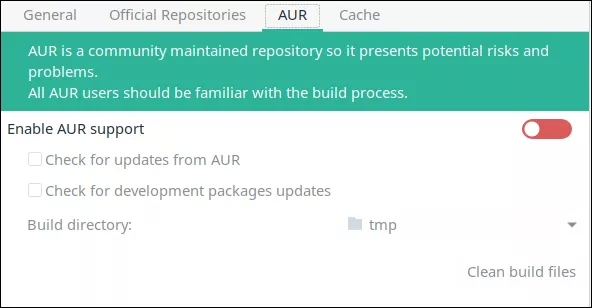 General Official Repositories AUR Cache
AUR is a community maintained repository so it presents potential risks and
problems.
All AUR users should be familiar with the build process.
Enable AUR support
Check for updates from AUR
Check for development packages updates
Build directory: tmp
Clean build files